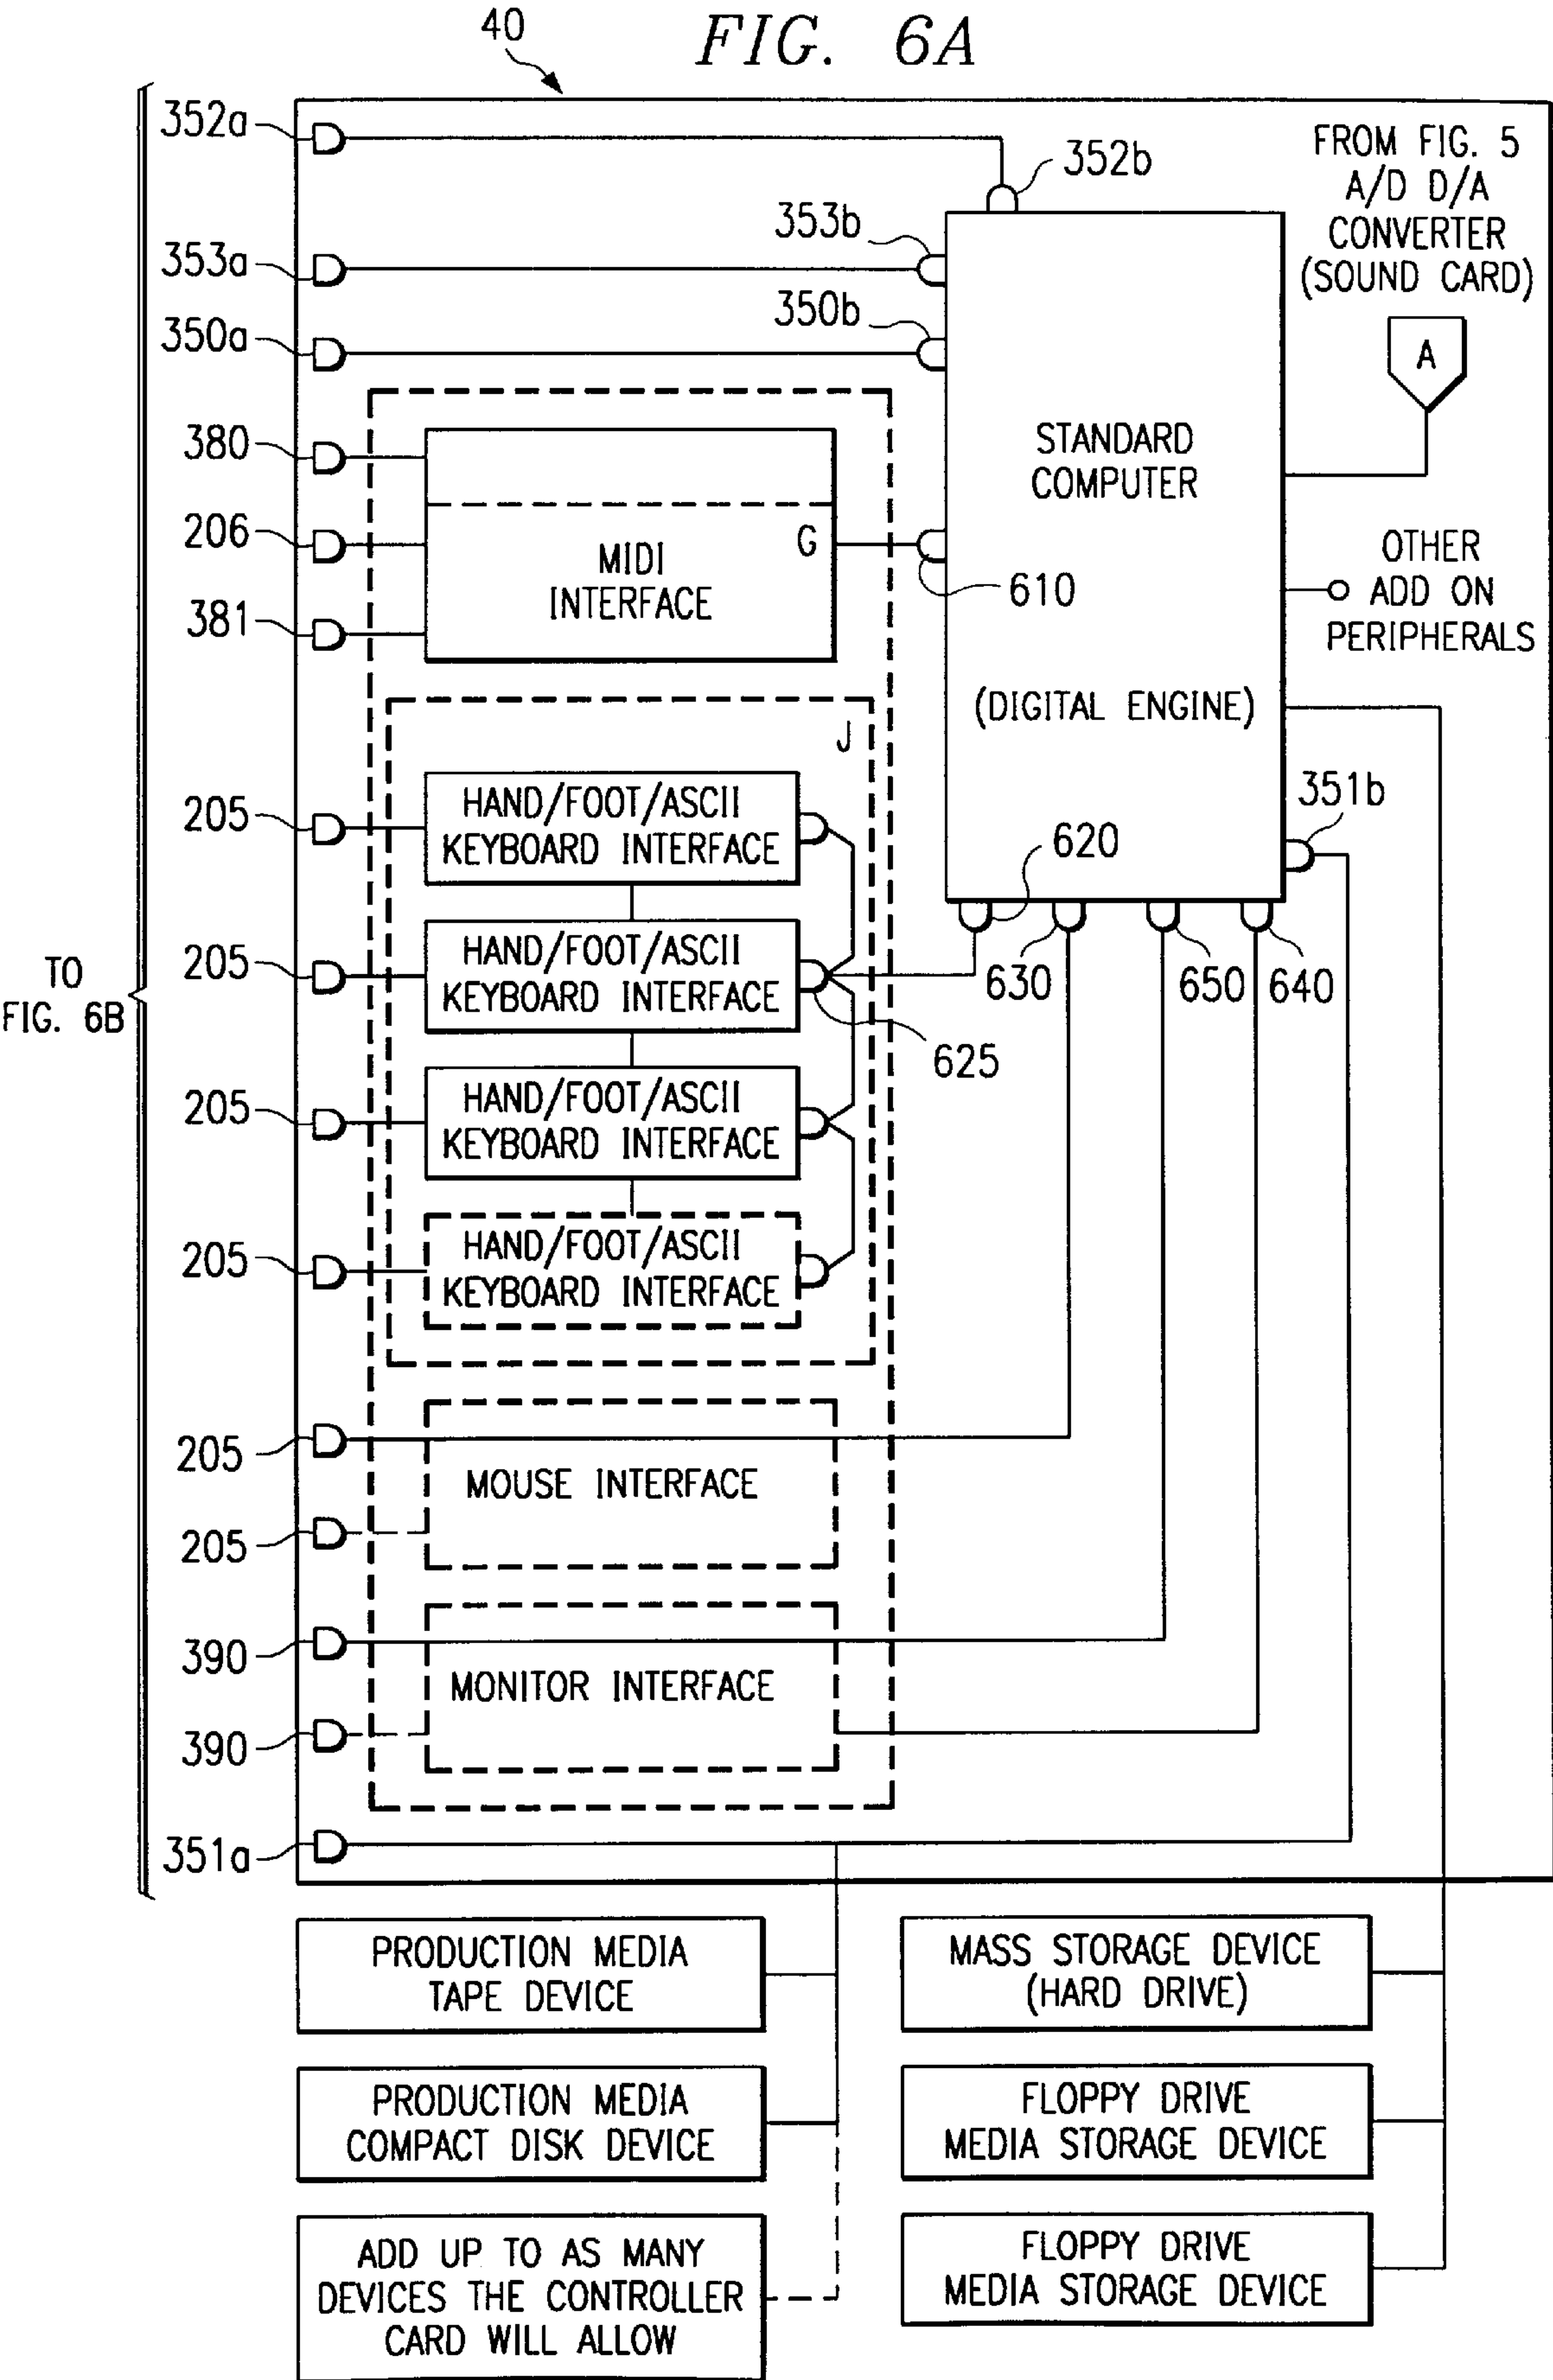 FIG. 6A
40
352a
352b
FROM FIG. 5
A/D D/A
CONVERTER
(SOUND CARD)
A
353a
353b
350a
350b
380
206
381
MIDI
INTERFACE
G
610
STANDARD
COMPUTER
(DIGITAL ENGINE)
OTHER
ADD ON
PERIPHERALS
J
351b
205
HAND/FOOT/ASCII
KEYBOARD INTERFACE
620
630
650
640
TO
FIG. 6B
205
HAND/FOOT/ASCII
KEYBOARD INTERFACE
625
205
HAND/FOOT/ASCII
KEYBOARD INTERFACE
205
HAND/FOOT/ASCII
KEYBOARD INTERFACE
205
MOUSE INTERFACE
205
390
MONITOR INTERFACE
390
351a
PRODUCTION MEDIA
TAPE DEVICE
MASS STORAGE DEVICE
(HARD DRIVE)
PRODUCTION MEDIA
COMPACT DISK DEVICE
FLOPPY DRIVE
MEDIA STORAGE DEVICE
ADD UP TO AS MANY
DEVICES THE CONTROLLER
CARD WILL ALLOW
FLOPPY DRIVE
MEDIA STORAGE DEVICE